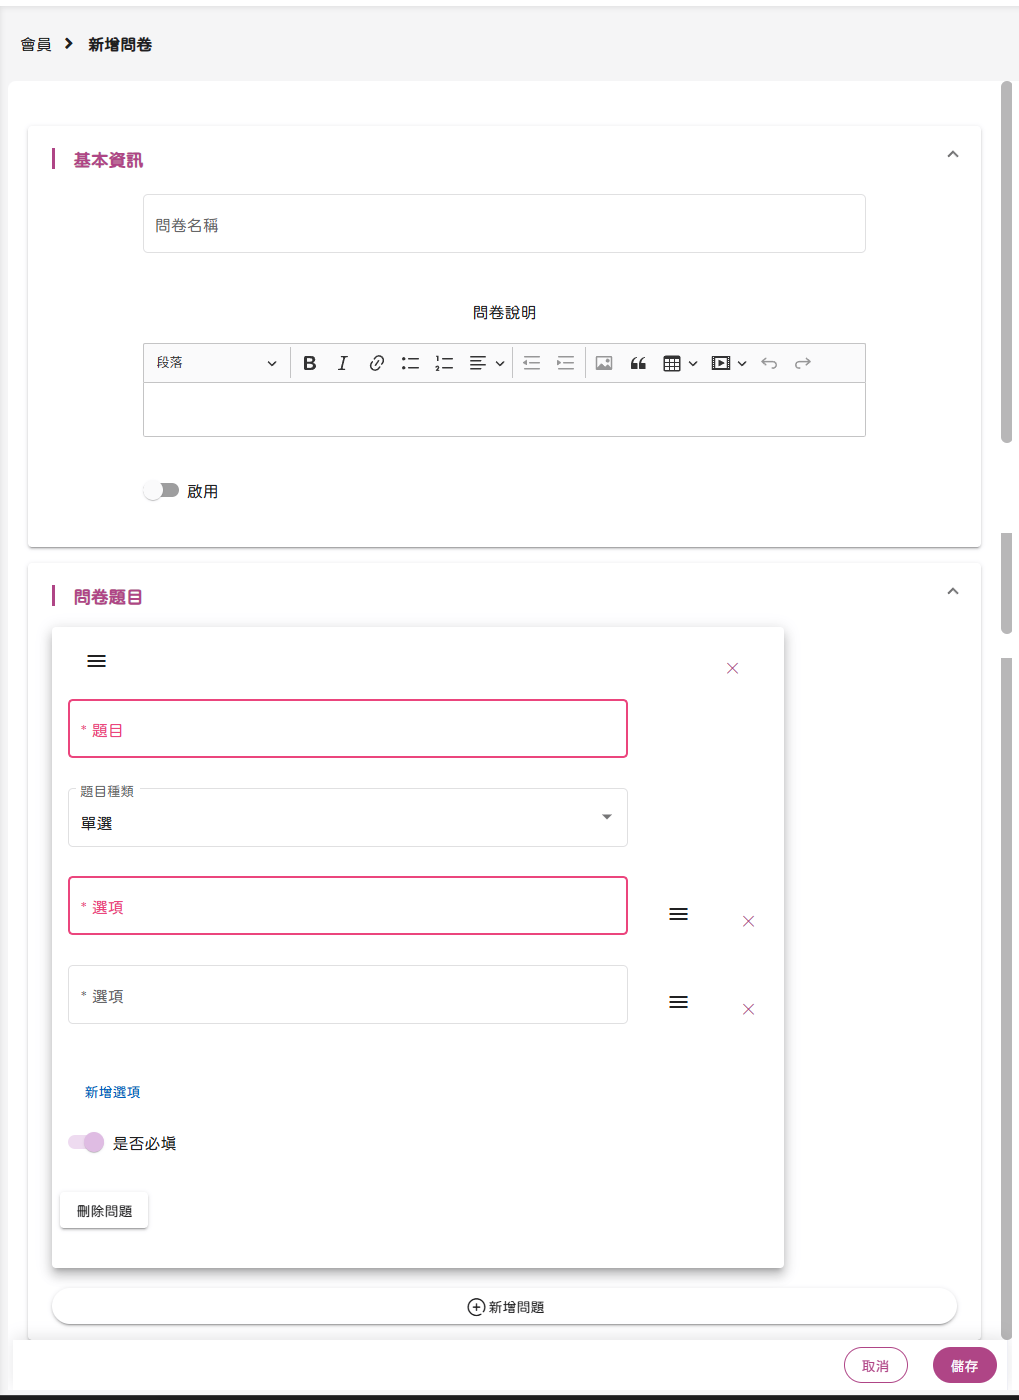 會員 新增問卷
基本資訊
問卷名稱
問卷說明
段落
啟用
問卷題目
* 題目
題目種類
單選
* 選項
* 選項
新增選項
是否必填
刪除問題
新增問題
取消 儲存